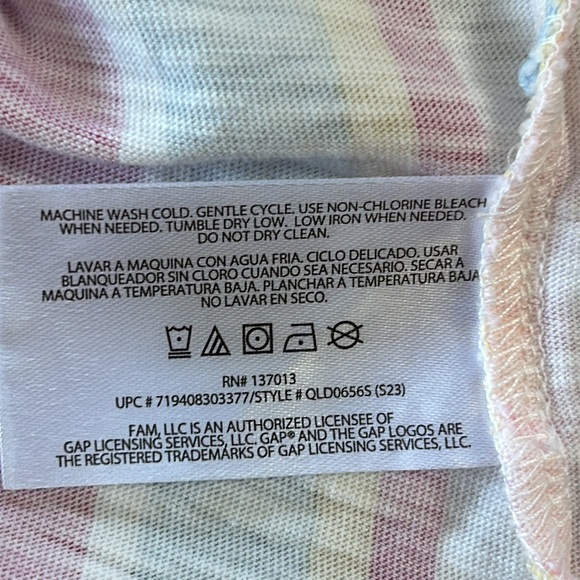 MACHINE WASH COLD. GENTLE CYCLE. USE NON-CHLORINE BLEACH
WHEN NEEDED. TUMBLE DRY LOW. LOW IRON WHEN NEEDED.
DO NOT DRY CLEAN.
LAVAR A MAQUINA CON AGUA FRIA. CICLO DELICADO. USAR
BLANQUEADOR SIN CLORO CUANDO SEA NECESARIO. SECAR A
MAQUINA A TEMPERATURA BAJA. PLANCHAR A TEMPERATURA BAJA
NO LAVAR EN SECO.
RN# 137013
UPC # 719408303377/STYLE # QLD0656S (S23)
FAM, LLC IS AN AUTHORIZED LICENSEE OF
GAP LICENSING SERVICES, LLC. GAP® AND THE GAP LOGOS ARE
THE REGISTERED TRADEMARKS OF GAP LICENSING SERVICES, LLC.